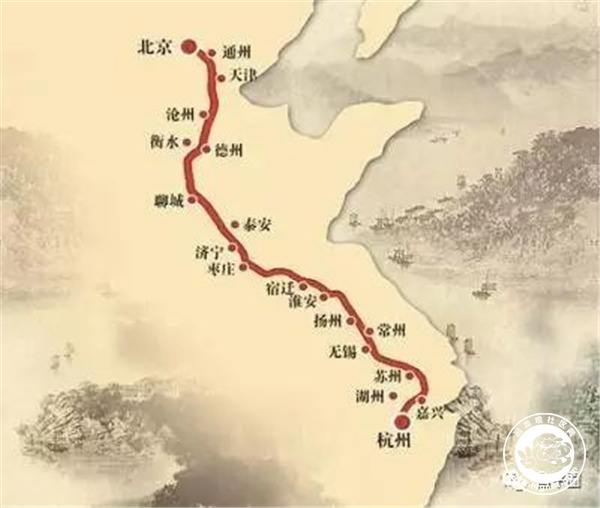 北京
通州
天津
沧州
衡水
德州
聊城
泰安
济宁
枣庄
宿迁
淮安
扬州
常州
无锡
苏州
湖州
嘉兴
杭州